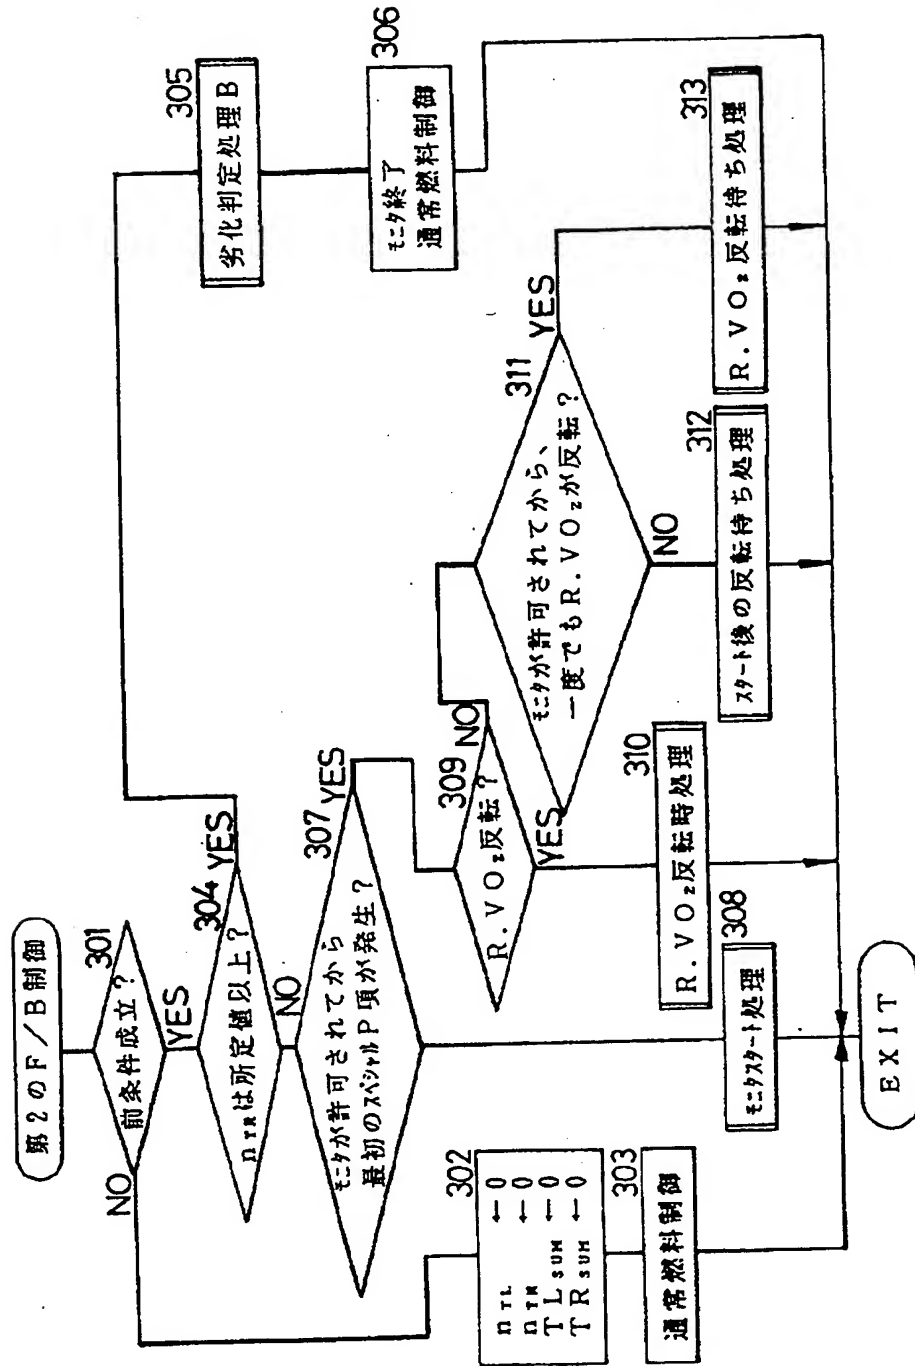 第2のF/B制御
301
前条件成立?
NO
YES
304
nTRは所定値以上?
YES
NO
307
モニタが許可されてから
最初のスペシャルP項が発生?
YES
309
R.VO₂反転?
NO
YES
311
モニタが許可されてから、
一度でもR.VO₂が反転?
YES
NO
302
nTL ←0
nTR ←0
TLSUM ←0
TRSUM ←0
303
通常燃料制御
305
劣化判定処理B
306
モニタ終了
通常燃料制御
308
モニタスタート処理
310
R.VO₂反転時処理
312
スタート後の反転待ち処理
313
R.VO₂反転待ち処理
EXIT